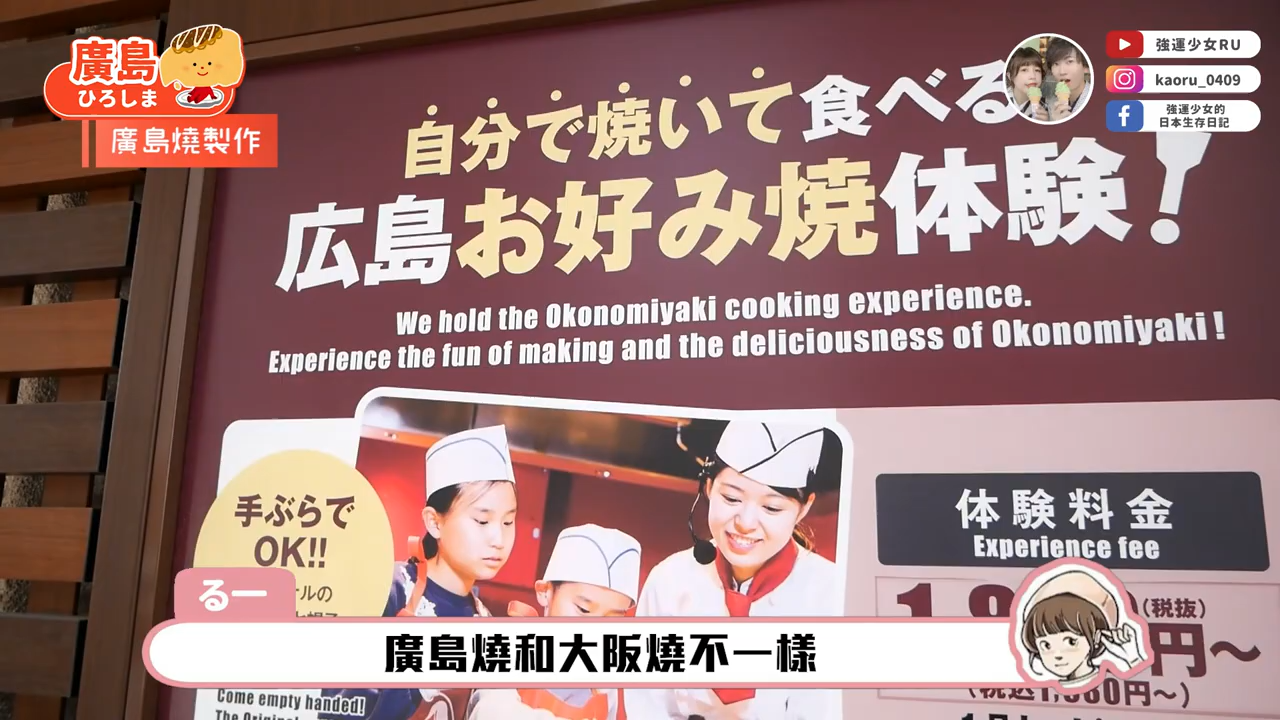 廣島
ひろしま
廣島燒製作
強運少女RU
kaoru_0409
強運少女的
日本生存日記
自分で焼いて食べる
広島お好み焼体験!
We hold the Okonomiyaki cooking experience.
Experience the fun of making and the deliciousness of Okonomiyaki!
手ぶらで
OK!!
体験料金
Experience fee
(税抜)
円～
るー
廣島燒和大阪燒不一樣
Come empty handed!
The Original